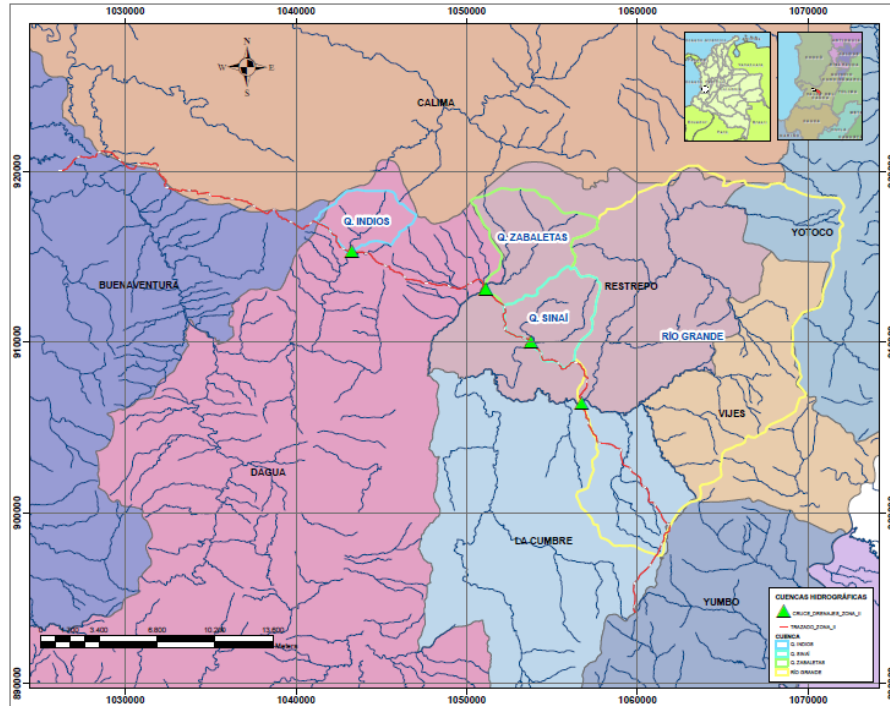 1030000 1040000 1050000 1060000 1070000
N
W E
S
CALIMA
Q. INDIOS
Q. ZABALETAS
YOTOCO
BUENAVENTURA
RESTREPO
Q. SINAÍ
RÍO GRANDE
VIJES
DAGUA
LA CUMBRE
YUMBO
CUENCAS HIDROGRÁFICAS
CRUCE_DRENAJES_ZONA_II
TRAZADO_ZONA_II
CUENCA
Q. INDIOS
Q. SINAÍ
Q. ZABALETAS
RÍO GRANDE
3.400 6.800 10.200 13.600
Meters
920000
910000
900000
890000
1030000 1040000 1050000 1060000 1070000